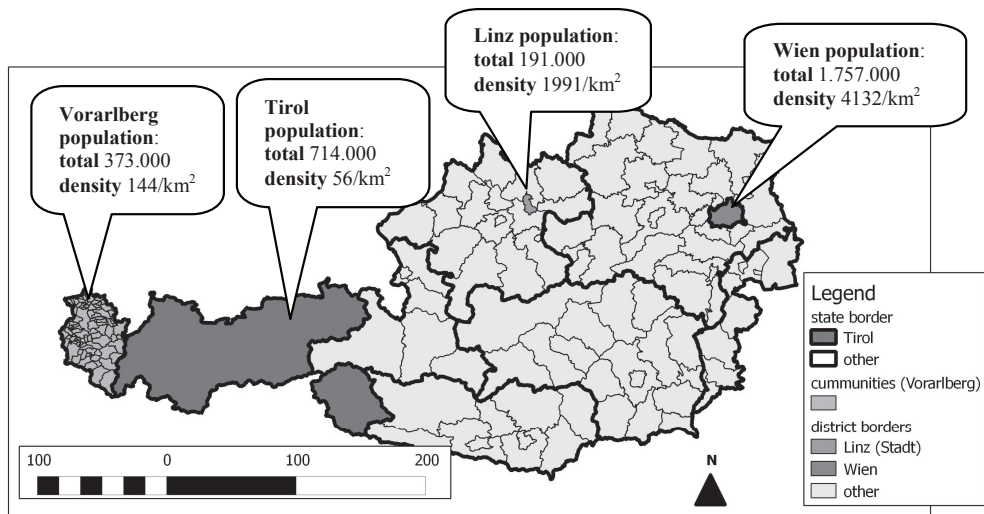 Linz population:
total 191.000
density 1991/km²
Wien population:
total 1.757.000
density 4132/km²
Vorarlberg
population:
total 373.000
density 144/km²
Tirol
population:
total 714.000
density 56/km²
Legend
state border
Tirol
other
cummunities (Vorarlberg)
district borders
Linz (Stadt)
Wien
other
100 0 100 200
N